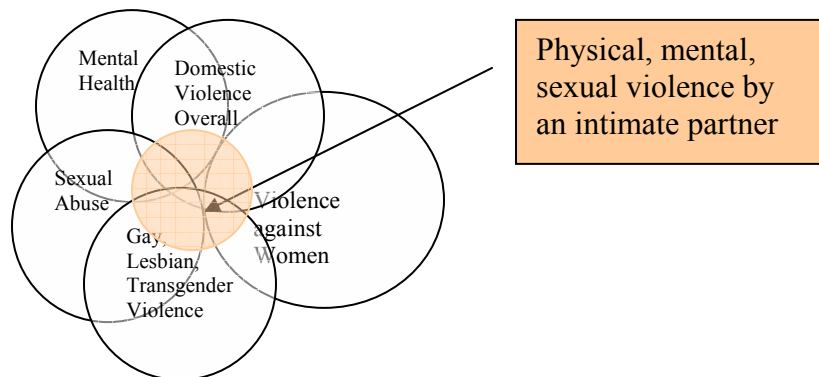 Mental
Health
Domestic
Violence
Overall
Sexual
Abuse
Violence
against
Women
Gay,
Lesbian,
Transgender
Violence
Physical, mental,
sexual violence by
an intimate partner